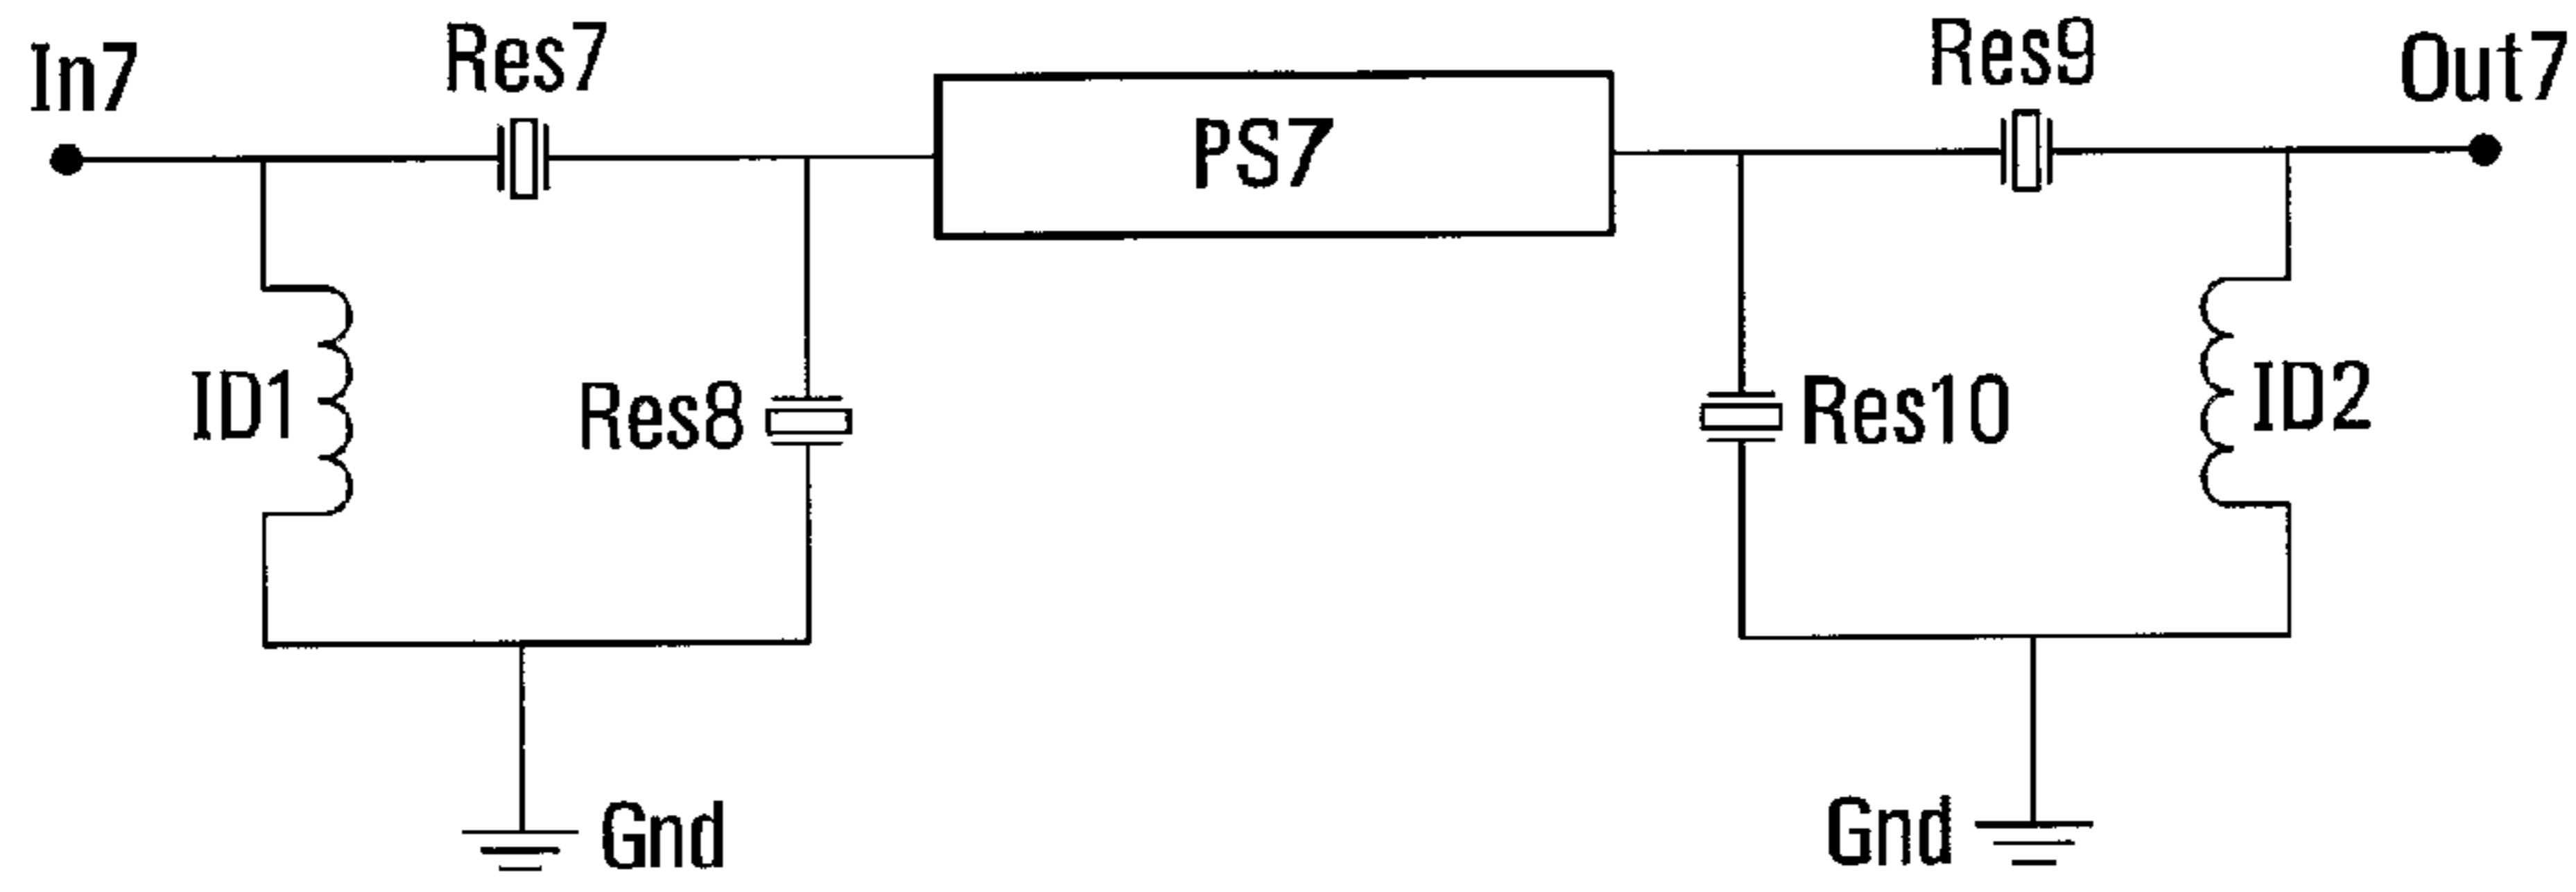 In7
Res7
PS7
Res9
Out7
ID1
Res8
Res10
ID2
Gnd
Gnd